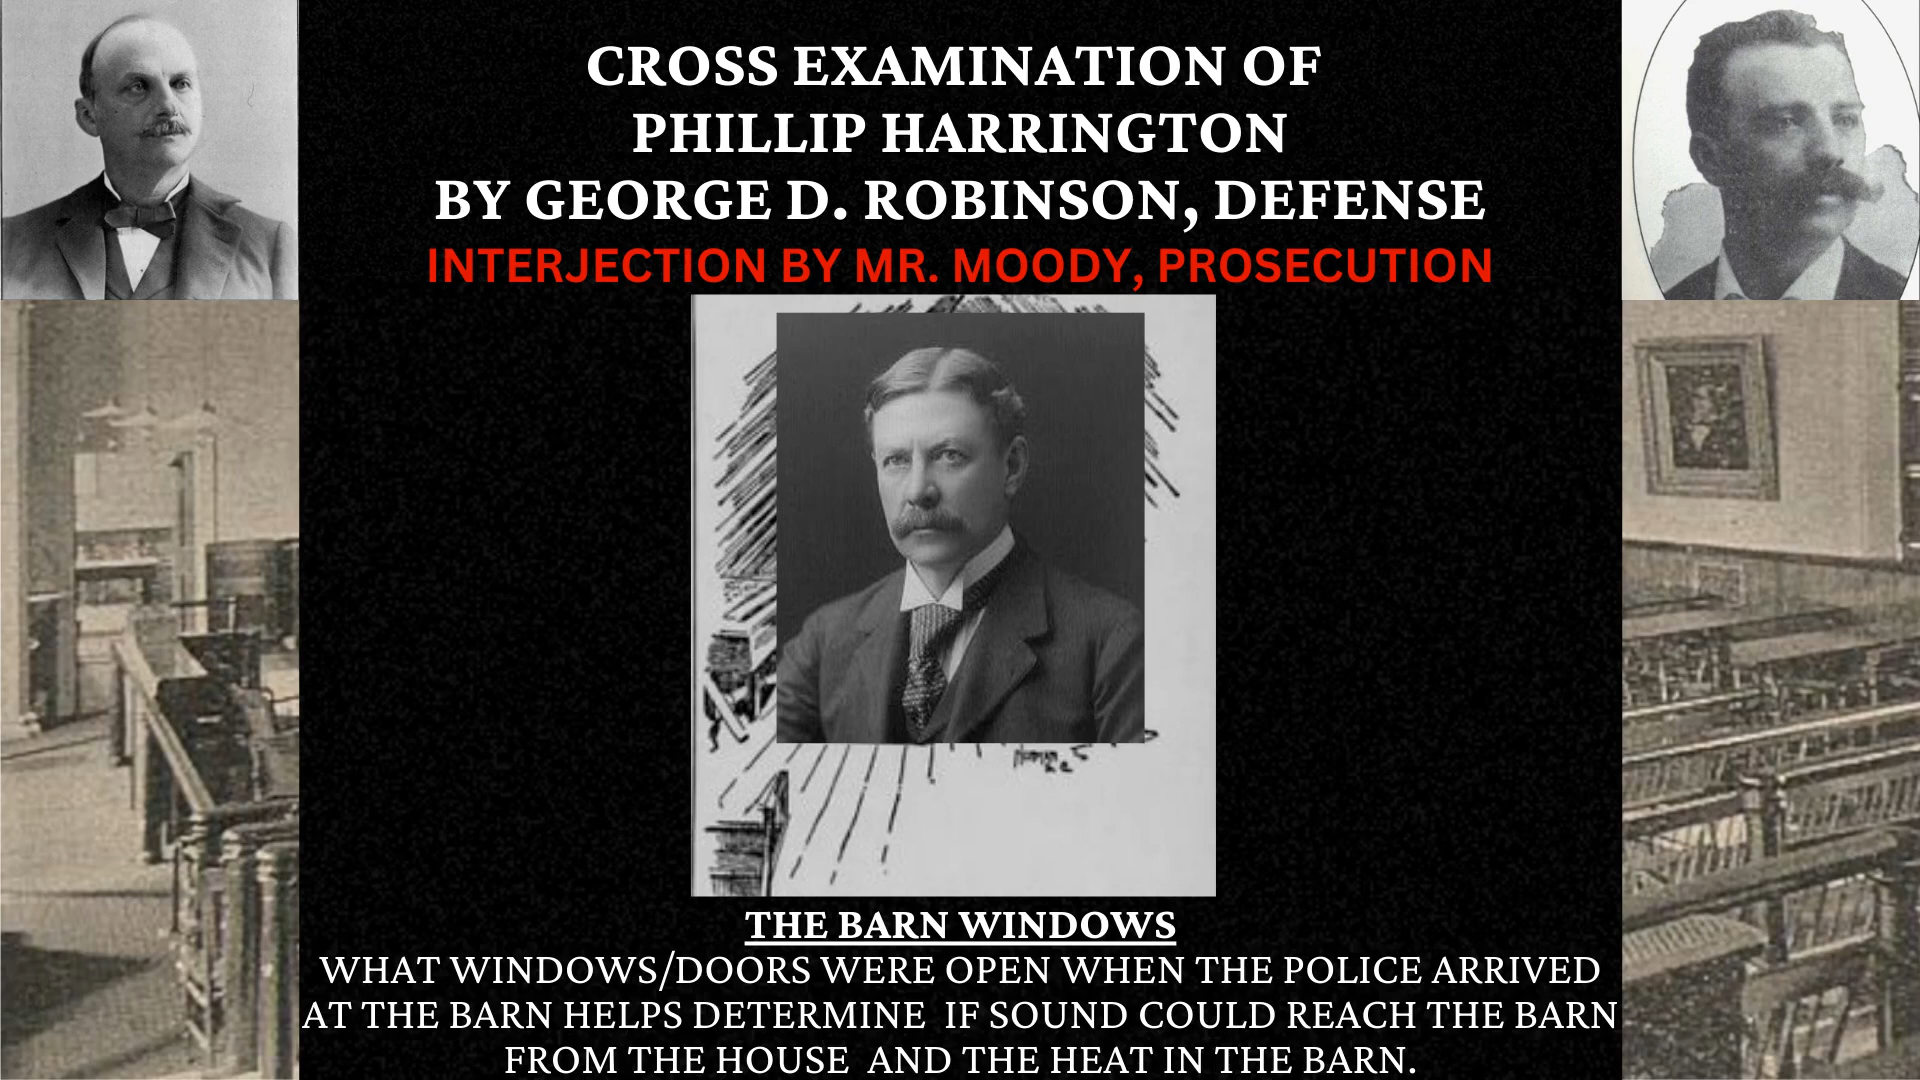 CROSS EXAMINATION OF
PHILLIP HARRINGTON
BY GEORGE D. ROBINSON, DEFENSE
INTERJECTION BY MR. MOODY, PROSECUTION
THE BARN WINDOWS
WHAT WINDOWS/DOORS WERE OPEN WHEN THE POLICE ARRIVED
AT THE BARN HELPS DETERMINE IF SOUND COULD REACH THE BARN
FROM THE HOUSE AND THE HEAT IN THE BARN.